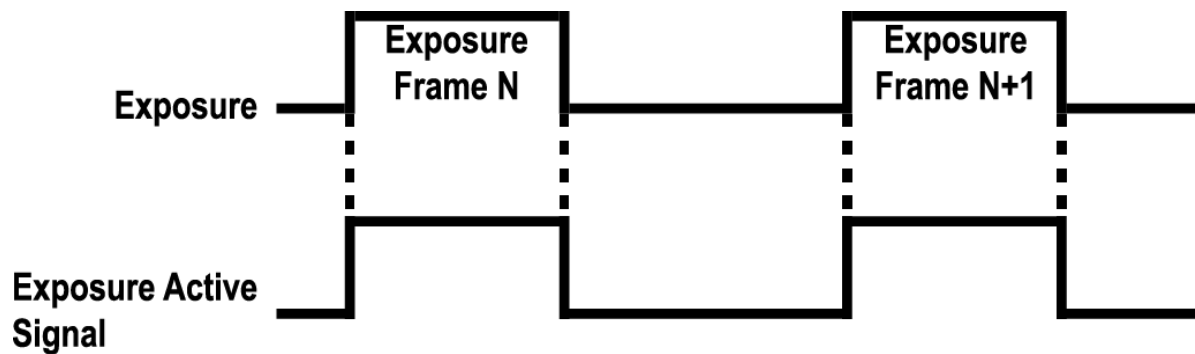 Exposure
Frame N
Exposure
Frame N+1
Exposure
Exposure Active
Signal